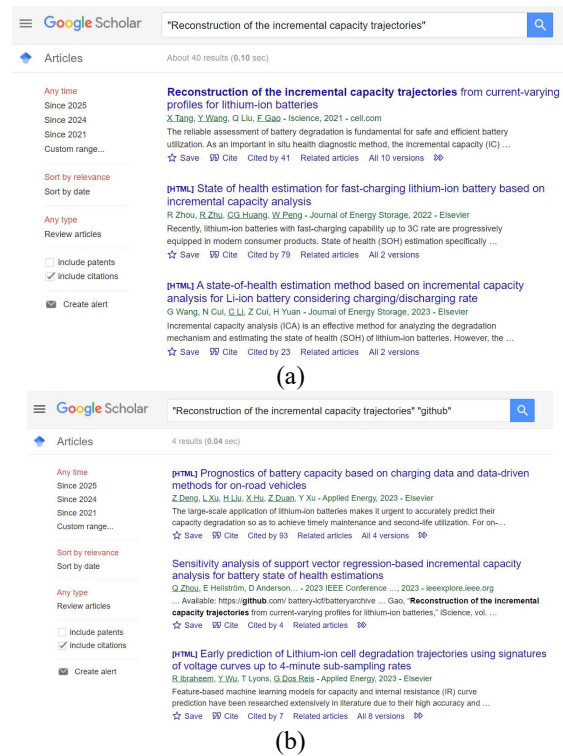 Google Scholar
"Reconstruction of the incremental capacity trajectories"
Articles
About 40 results (0.10 sec)
Any time
Since 2025
Since 2024
Since 2021
Custom range...
Sort by relevance
Sort by date
Any type
Review articles
include patents
include citations
Create alert
Reconstruction of the incremental capacity trajectories from current-varying
profiles for lithium-ion batteries
X Tang, Y Wang, Q Liu, F Gao - Iscience, 2021 - cell.com
The reliable assessment of battery degradation is fundamental for safe and efficient battery
utilization. As an important in situ health diagnostic method, the incremental capacity (IC) …
Save Cite Cited by 41 Related articles All 10 versions
[HTML] State of health estimation for fast-charging lithium-ion battery based on
incremental capacity analysis
R Zhou, R Zhu, CG Huang, W Peng - Journal of Energy Storage, 2022 - Elsevier
Recently, lithium-ion batteries with fast-charging capability up to 3C rate are progressively
equipped in modern consumer products. State of health (SOH) estimation specifically …
Save Cite Cited by 79 Related articles All 2 versions
[HTML] A state-of-health estimation method based on incremental capacity
analysis for Li-ion battery considering charging/discharging rate
G Wang, N Cui, C Li, Z Cui, H Yuan - Journal of Energy Storage, 2023 - Elsevier
Incremental capacity analysis (ICA) is an effective method for analyzing the degradation
mechanism and estimating the state of health (SOH) of lithium-ion batteries. However, the …
Save Cite Cited by 23 Related articles All 2 versions
(a)
Google Scholar
"Reconstruction of the incremental capacity trajectories" "github"
Articles
4 results (0.04 sec)
Any time
Since 2025
Since 2024
Since 2021
Custom range...
Sort by relevance
Sort by date
Any type
Review articles
include patents
include citations
Create alert
[HTML] Prognostics of battery capacity based on charging data and data-driven
methods for on-road vehicles
Z Deng, L Xu, H Liu, X Hu, Z Duan, Y Xu - Applied Energy, 2023 - Elsevier
The large-scale application of lithium-ion batteries makes it urgent to accurately predict their
capacity degradation so as to achieve timely maintenance and second-life utilization. For on-…
Save Cite Cited by 93 Related articles All 4 versions
Sensitivity analysis of support vector regression-based incremental capacity
analysis for battery state of health estimations
Q Zhou, E Hellström, D Anderson... - 2023 IEEE Conference …, 2023 - ieeexplore.ieee.org
… Available: https://github.com/ battery-lcf/batteryarchive … Gao, "Reconstruction of the incremental
capacity trajectories from current-varying profiles for lithium-ion batteries," iScience, vol. …
Save Cite Cited by 4 Related articles
[HTML] Early prediction of Lithium-ion cell degradation trajectories using signatures
of voltage curves up to 4-minute sub-sampling rates
R Ibraheem, Y Wu, T Lyons, G Dos Reis - Applied Energy, 2023 - Elsevier
Feature-based machine learning models for capacity and internal resistance (IR) curve
prediction have been researched extensively in literature due to their high accuracy and …
Save Cite Cited by 7 Related articles All 8 versions
(b)